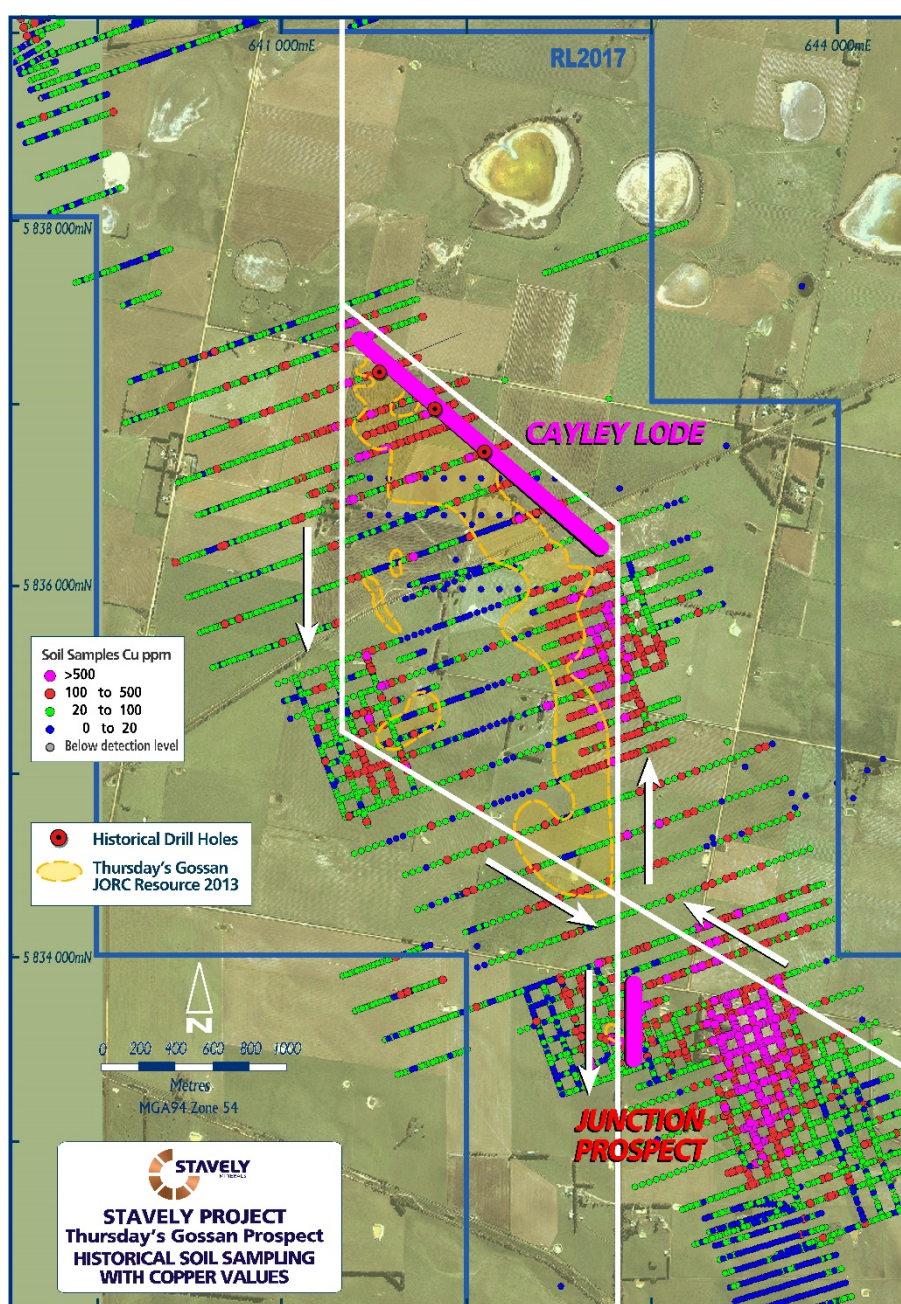 641 000mE
644 000mE
RL2017
5 838 000mN
CAYLEY LODE
5 836 000mN
Soil Samples Cu ppm
>500
100 to 500
20 to 100
0 to 20
Below detection level
Historical Drill Holes
Thursday's Gossan
JORC Resource 2013
5 834 000mN
N
0 200 400 600 800 1000
Metres
MGA94 Zone 54
JUNCTION
PROSPECT
STAVELY
MINERALS
STAVELY PROJECT
Thursday's Gossan Prospect
HISTORICAL SOIL SAMPLING
WITH COPPER VALUES